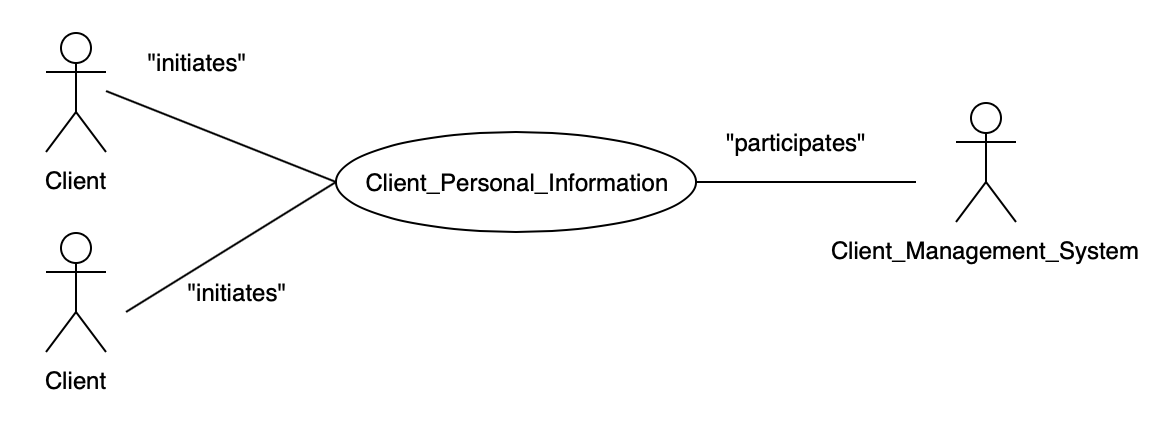 "initiates"
Client
"participates"
Client_Personal_Information
Client_Management_System
"initiates"
Client